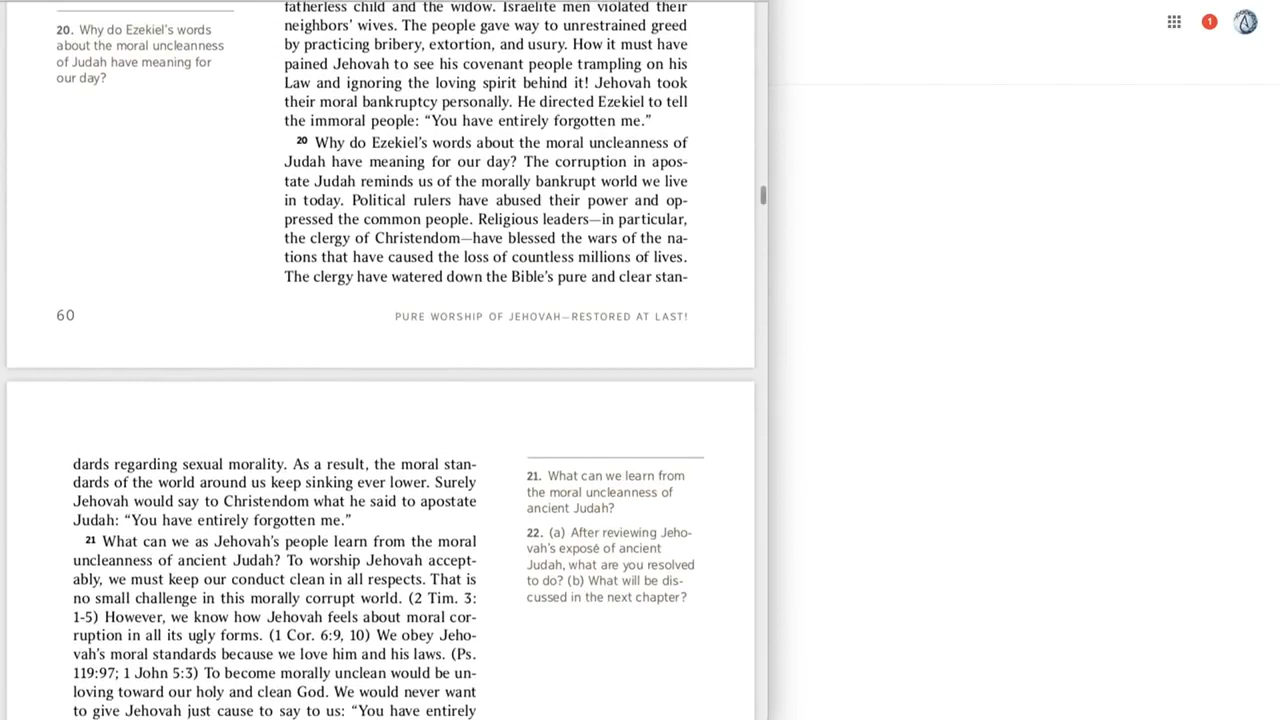 fatherless child and the widow. Israelite men violated their
neighbors’ wives. The people gave way to unrestrained greed
by practicing bribery, extortion, and usury. How it must have
pained Jehovah to see his covenant people trampling on his
Law and ignoring the loving spirit behind it! Jehovah took
their moral bankruptcy personally. He directed Ezekiel to tell
the immoral people: “You have entirely forgotten me.”
20. Why do Ezekiel’s words
about the moral uncleanness
of Judah have meaning for
our day?
20 Why do Ezekiel’s words about the moral uncleanness of
Judah have meaning for our day? The corruption in apos-
tate Judah reminds us of the morally bankrupt world we live
in today. Political rulers have abused their power and op-
pressed the common people. Religious leaders—in particular,
the clergy of Christendom—have blessed the wars of the na-
tions that have caused the loss of countless millions of lives.
The clergy have watered down the Bible’s pure and clear stan-
60
PURE WORSHIP OF JEHOVAH—RESTORED AT LAST!
dards regarding sexual morality. As a result, the moral stan-
dards of the world around us keep sinking ever lower. Surely
Jehovah would say to Christendom what he said to apostate
Judah: “You have entirely forgotten me.”
21 What can we as Jehovah’s people learn from the moral
uncleanness of ancient Judah? To worship Jehovah accept-
ably, we must keep our conduct clean in all respects. That is
no small challenge in this morally corrupt world. (2 Tim. 3:
1-5) However, we know how Jehovah feels about moral cor-
ruption in all its ugly forms. (1 Cor. 6:9, 10) We obey Jeho-
vah’s moral standards because we love him and his laws. (Ps.
119:97; 1 John 5:3) To become morally unclean would be un-
loving toward our holy and clean God. We would never want
to give Jehovah just cause to say to us: “You have entirely
21. What can we learn from
the moral uncleanness of
ancient Judah?
22. (a) After reviewing Jeho-
vah’s exposé of ancient
Judah, what are you resolved
to do? (b) What will be dis-
cussed in the next chapter?
1